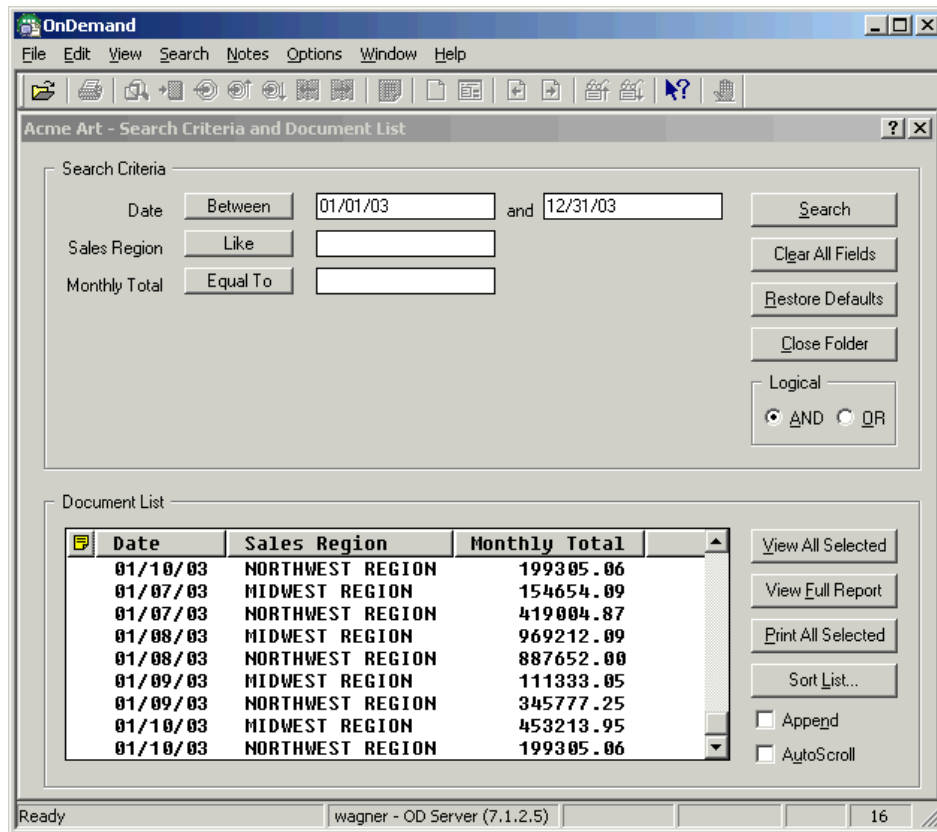 OnDemand
File Edit View Search Notes Options Window Help
Acme Art - Search Criteria and Document List
Search Criteria
Date Between 01/01/03 and 12/31/03 Search
Sales Region Like Clear All Fields
Monthly Total Equal To Restore Defaults
Close Folder
Logical
AND OR
Document List
Date Sales Region Monthly Total View All Selected
01/10/03 NORTHWEST REGION 199305.06
01/07/03 MIDWEST REGION 154654.09 View Full Report
01/07/03 NORTHWEST REGION 419004.87
01/08/03 MIDWEST REGION 969212.09 Print All Selected
01/08/03 NORTHWEST REGION 887652.00
01/09/03 MIDWEST REGION 111333.05 Sort List...
01/09/03 NORTHWEST REGION 345777.25
01/10/03 MIDWEST REGION 453213.95 Append
01/10/03 NORTHWEST REGION 199305.06 AutoScroll
Ready wagner - OD Server (7.1.2.5) 16